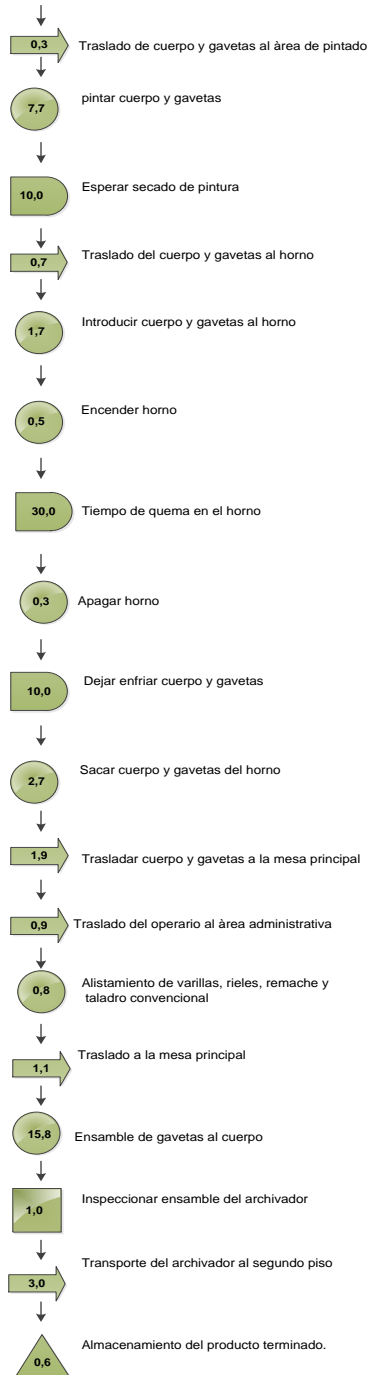 0,3 Traslado de cuerpo y gavetas al àrea de pintado
7,7 pintar cuerpo y gavetas
10,0 Esperar secado de pintura
0,7 Traslado del cuerpo y gavetas al horno
1,7 Introducir cuerpo y gavetas al horno
0,5 Encender horno
30,0 Tiempo de quema en el horno
0,3 Apagar horno
10,0 Dejar enfriar cuerpo y gavetas
2,7 Sacar cuerpo y gavetas del horno
1,9 Trasladar cuerpo y gavetas a la mesa principal
0,9 Traslado del operario al àrea administrativa
0,8 Alistamiento de varillas, rieles, remache y
taladro convencional
1,1 Traslado a la mesa principal
15,8 Ensamble de gavetas al cuerpo
1,0 Inspeccionar ensamble del archivador
3,0 Transporte del archivador al segundo piso
0,6 Almacenamiento del producto terminado.